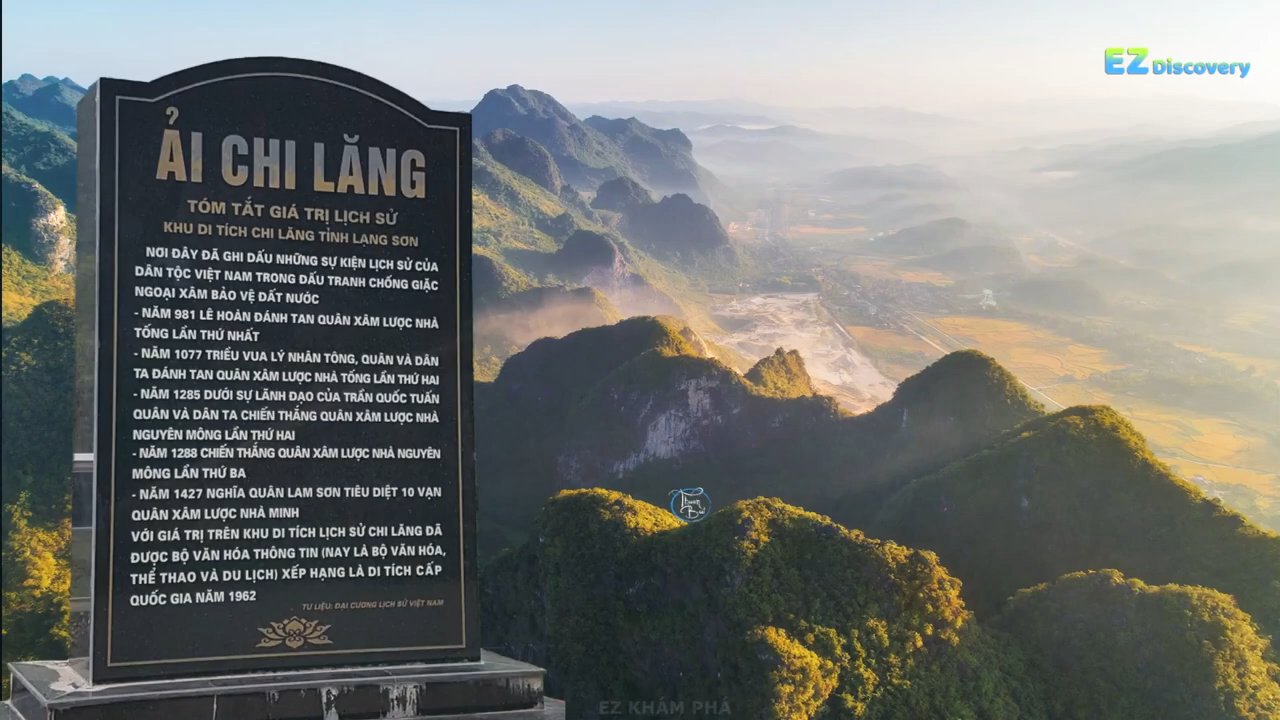 EZ Discovery
ẢI CHI LĂNG
TÓM TẮT GIÁ TRỊ LỊCH SỬ
KHU DI TÍCH CHI LĂNG TỈNH LẠNG SƠN
NƠI ĐÂY ĐÃ GHI DẤU NHỮNG SỰ KIỆN LỊCH SỬ CỦA
DÂN TỘC VIỆT NAM TRONG ĐẤU TRANH CHỐNG GIẶC
NGOẠI XÂM BẢO VỆ ĐẤT NƯỚC
- NĂM 981 LÊ HOÀN ĐÁNH TAN QUÂN XÂM LƯỢC NHÀ
TỐNG LẦN THỨ NHẤT
- NĂM 1077 TRIỀU VUA LÝ NHÂN TÔNG, QUÂN VÀ DÂN
TA ĐÁNH TAN QUÂN XÂM LƯỢC NHÀ TỐNG LẦN THỨ HAI
- NĂM 1285 DƯỚI SỰ LÃNH ĐẠO CỦA TRẦN QUỐC TUẤN
QUÂN VÀ DÂN TA CHIẾN THẮNG QUÂN XÂM LƯỢC NHÀ
NGUYÊN MÔNG LẦN THỨ HAI
- NĂM 1288 CHIẾN THẮNG QUÂN XÂM LƯỢC NHÀ NGUYÊN
MÔNG LẦN THỨ BA
- NĂM 1427 NGHĨA QUÂN LAM SƠN TIÊU DIỆT 10 VẠN
QUÂN XÂM LƯỢC NHÀ MINH
VỚI GIÁ TRỊ TRÊN KHU DI TÍCH LỊCH SỬ CHI LĂNG ĐÃ
ĐƯỢC BỘ VĂN HÓA THÔNG TIN (NAY LÀ BỘ VĂN HÓA,
THỂ THAO VÀ DU LỊCH) XẾP HẠNG LÀ DI TÍCH CẤP
QUỐC GIA NĂM 1962
TƯ LIỆU: ĐẠI CƯƠNG LỊCH SỬ VIỆT NAM
EZ KHÁM PHÁ